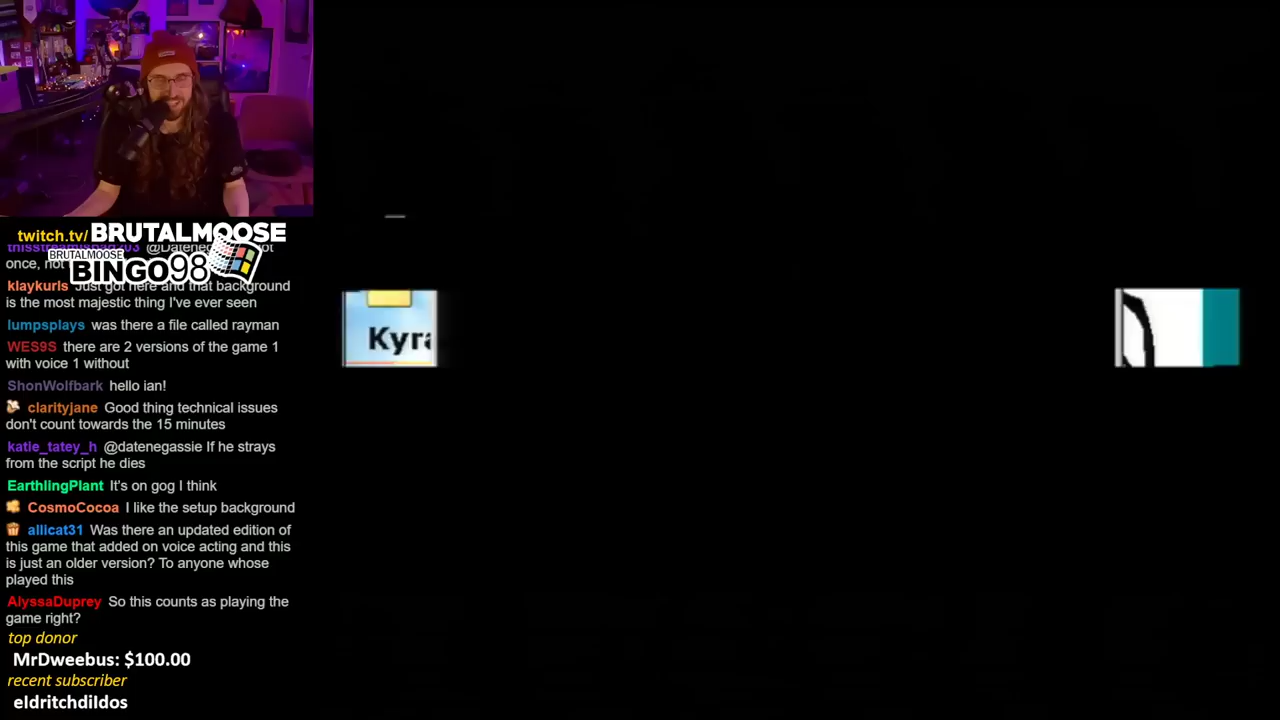 twitch.tv/BRUTALMOOSE
BRUTALMOOSE
BINGO98
once, not
klaykurls Just got here and that background
is the most majestic thing I've ever seen
lumpsplays was there a file called rayman
WES9S there are 2 versions of the game 1
with voice 1 without
ShonWolfbark hello ian!
clarityjane Good thing technical issues
don't count towards the 15 minutes
katie_tatey_h @datenegassie If he strays
from the script he dies
EarthlingPlant It's on gog I think
CosmoCocoa I like the setup background
allicat31 Was there an updated edition of
this game that added on voice acting and this
is just an older version? To anyone whose
played this
AlyssaDuprey So this counts as playing the
game right?
top donor
MrDweebus: $100.00
recent subscriber
eldritchdildos
Kyra